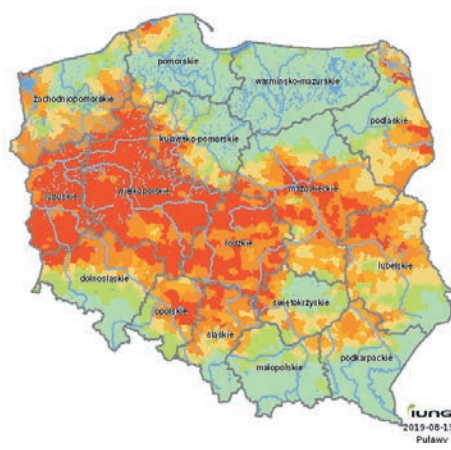 pomorskie
warmińsko-mazurskie
zachodniopomorskie
podlaskie
kujawsko-pomorskie
mazowieckie
lubuskie
wielkopolskie
łódzkie
lubelskie
dolnośląskie
świętokrzyskie
opolskie
śląskie
podkarpackie
małopolskie
IUNG
Puławy